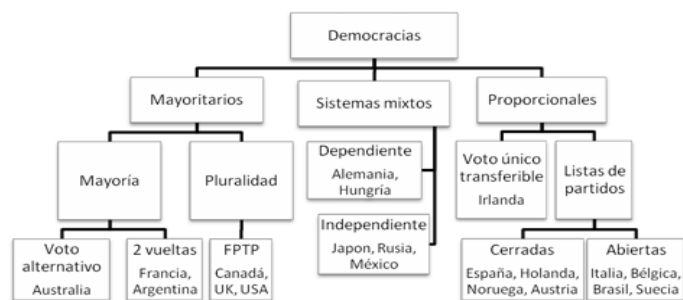 Democracias
Mayoritarios
Sistemas mixtos
Proporcionales
Mayoría
Pluralidad
Dependiente
Alemania,
Hungría
Independiente
Japon, Rusia,
México
Voto único
transferible
Irlanda
Listas de
partidos
Voto
alternativo
Australia
2 vueltas
Francia,
Argentina
FPTP
Canadá,
UK, USA
Cerradas
España, Holanda,
Noruega, Austria
Abiertas
Italia, Bélgica,
Brasil, Suecia